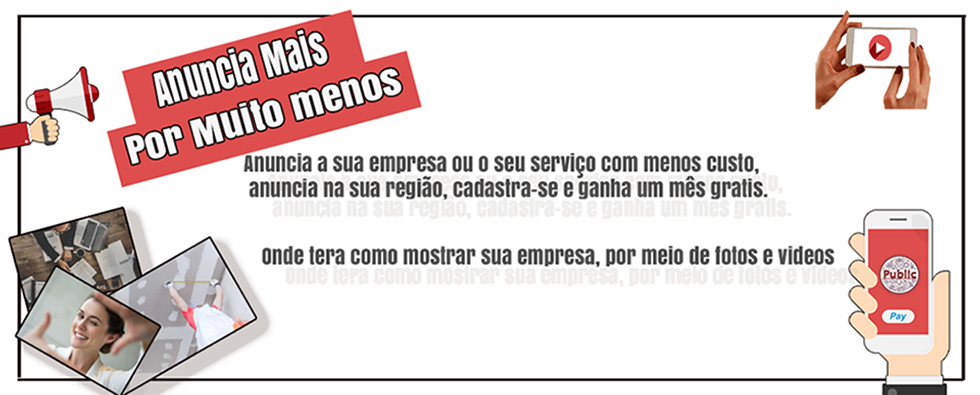 Anuncia Mais
Por Muito menos
Anuncia a sua empresa ou o seu serviço com menos custo,
anuncia na sua região, cadastra-se e ganha um mês gratis.
Onde tera como mostrar sua empresa, por meio de fotos e videos
Public
Pay